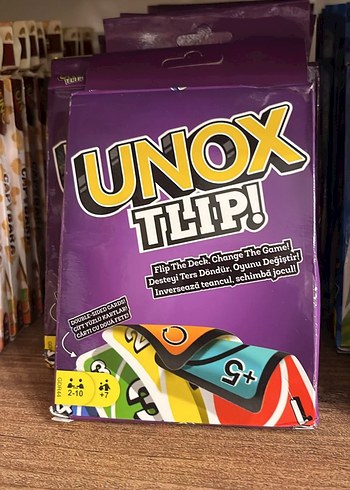 UNOX
TLIP!
Flip The Deck. Change The Game!
Desteyi Ters Döndür. Oyunu Değiştir!
Inversează teancul, schimbă jocul!
DOUBLE-SIDED CARDS!
ÇİFT YÜZLÜ KARTLAR!
CĂRȚI CU DOUĂ FEȚE!
2-10
+7
+5
2